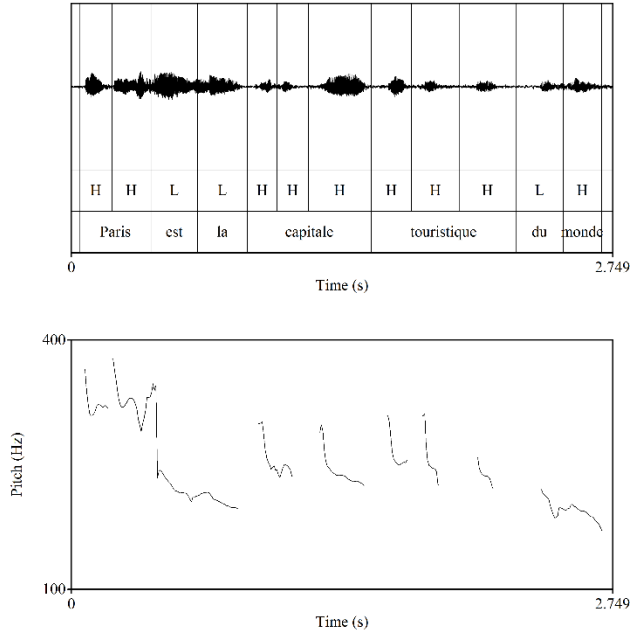 H H L L H H H H H H L H
Paris est la capitale touristique du monde
0 2.749
Time (s)
400
Pitch (Hz)
100
0 2.749
Time (s)